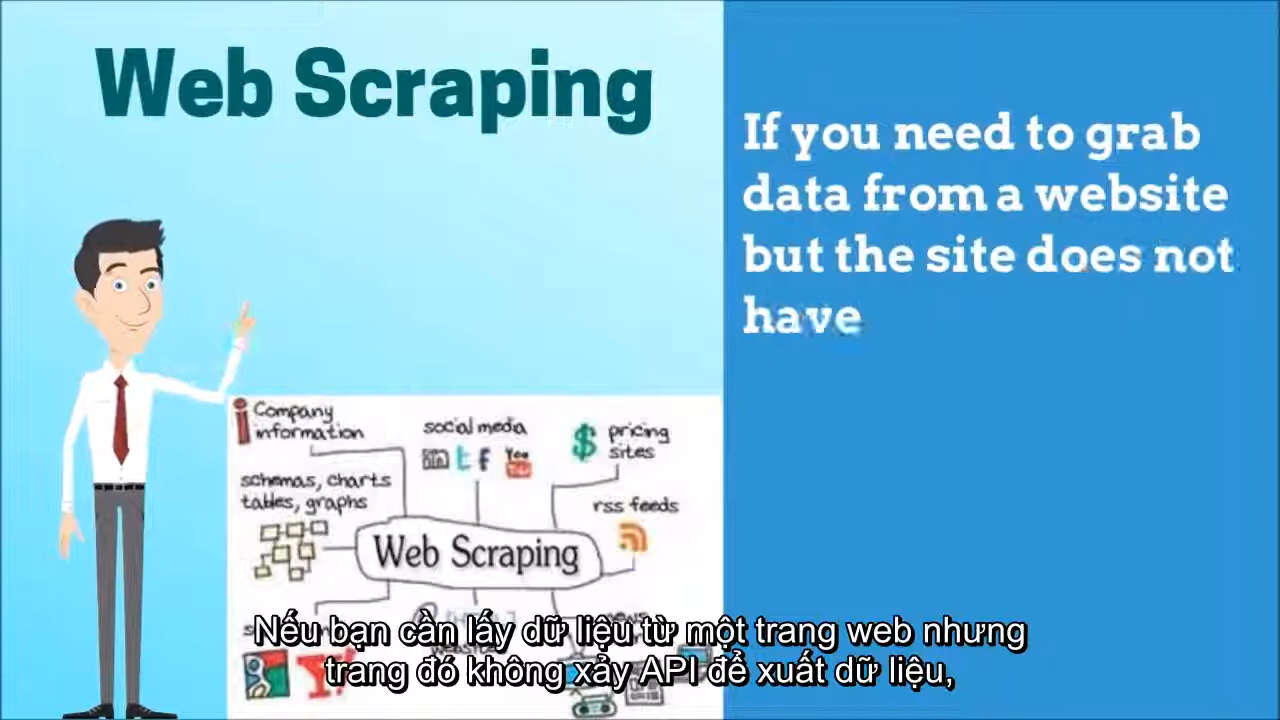 Web Scraping
If you need to grab
data from a website
but the site does not
have
Company
information
social media
pricing
sites
schemas, charts
tables, graphs
rss feeds
You
Web Scraping
Nếu bạn cần lấy dữ liệu từ một trang web nhưng
trang đó không xảy API để xuất dữ liệu,